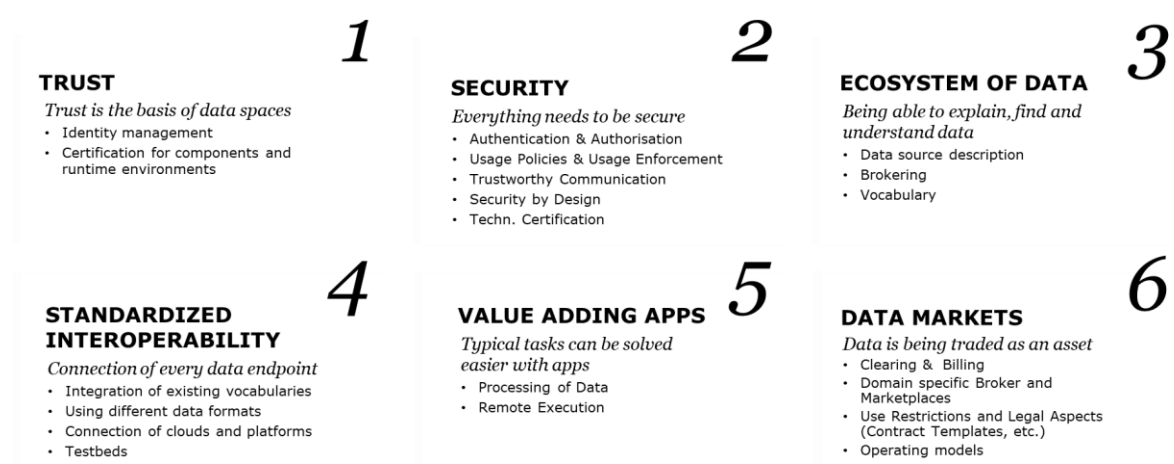 1
TRUST
Trust is the basis of data spaces
• Identity management
• Certification for components and
runtime environments
2
SECURITY
Everything needs to be secure
• Authentication & Authorisation
• Usage Policies & Usage Enforcement
• Trustworthy Communication
• Security by Design
• Techn. Certification
3
ECOSYSTEM OF DATA
Being able to explain, find and
understand data
• Data source description
• Brokering
• Vocabulary
4
STANDARDIZED
INTEROPERABILITY
Connection of every data endpoint
• Integration of existing vocabularies
• Using different data formats
• Connection of clouds and platforms
• Testbeds
5
VALUE ADDING APPS
Typical tasks can be solved
easier with apps
• Processing of Data
• Remote Execution
6
DATA MARKETS
Data is being traded as an asset
• Clearing & Billing
• Domain specific Broker and
Marketplaces
• Use Restrictions and Legal Aspects
(Contract Templates, etc.)
• Operating models